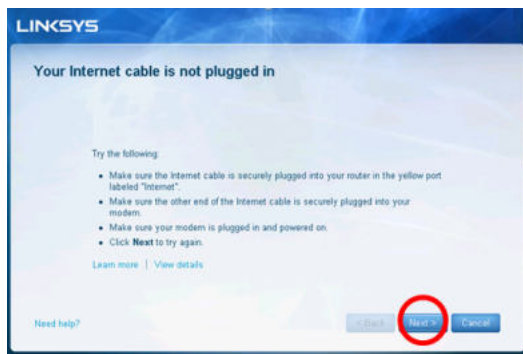 LINKSYS
Your Internet cable is not plugged in
Try the following:
• Make sure the Internet cable is securely plugged into your router in the yellow port
labeled "Internet".
• Make sure the other end of the Internet cable is securely plugged into your
modem.
• Make sure your modem is plugged in and powered on.
• Click Next to try again.
Learn more | View details
Need help? < Back Next > Cancel